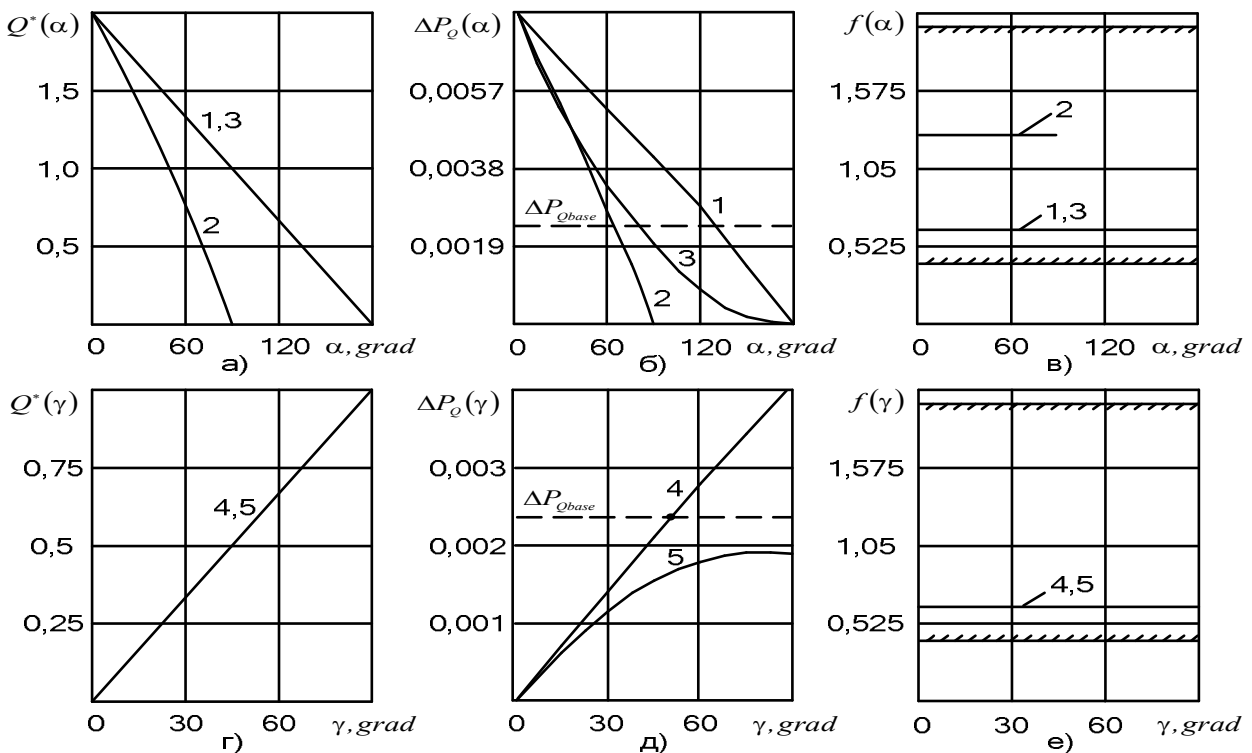 Q*(α)
1,5
1,0
0,5
1,3
2
0 60 120 α, grad
а)
ΔP_Q(α)
0,0057
0,0038
0,0019
ΔP_Qbase
1
3
2
0 60 120 α, grad
б)
f(α)
1,575
1,05
0,525
2
1,3
0 60 120 α, grad
в)
Q*(γ)
0,75
0,5
0,25
4,5
0 30 60 γ, grad
г)
ΔP_Q(γ)
0,003
0,002
0,001
ΔP_Qbase
4
5
0 30 60 γ, grad
д)
f(γ)
1,575
1,05
0,525
4,5
0 30 60 γ, grad
е)